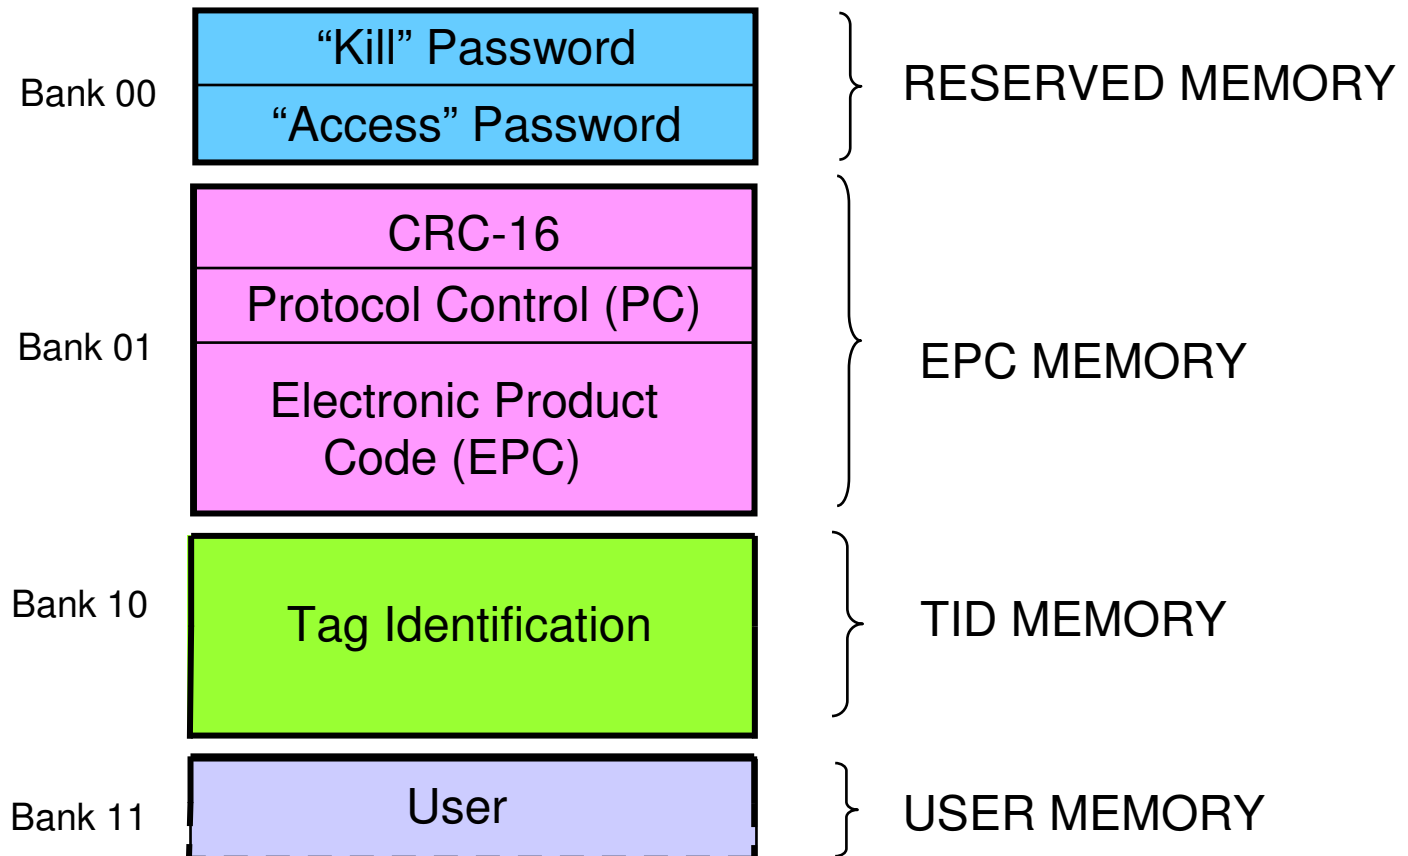 Bank 00
“Kill” Password
“Access” Password
RESERVED MEMORY
Bank 01
CRC-16
Protocol Control (PC)
Electronic Product
Code (EPC)
EPC MEMORY
Bank 10
Tag Identification
TID MEMORY
Bank 11
User
USER MEMORY